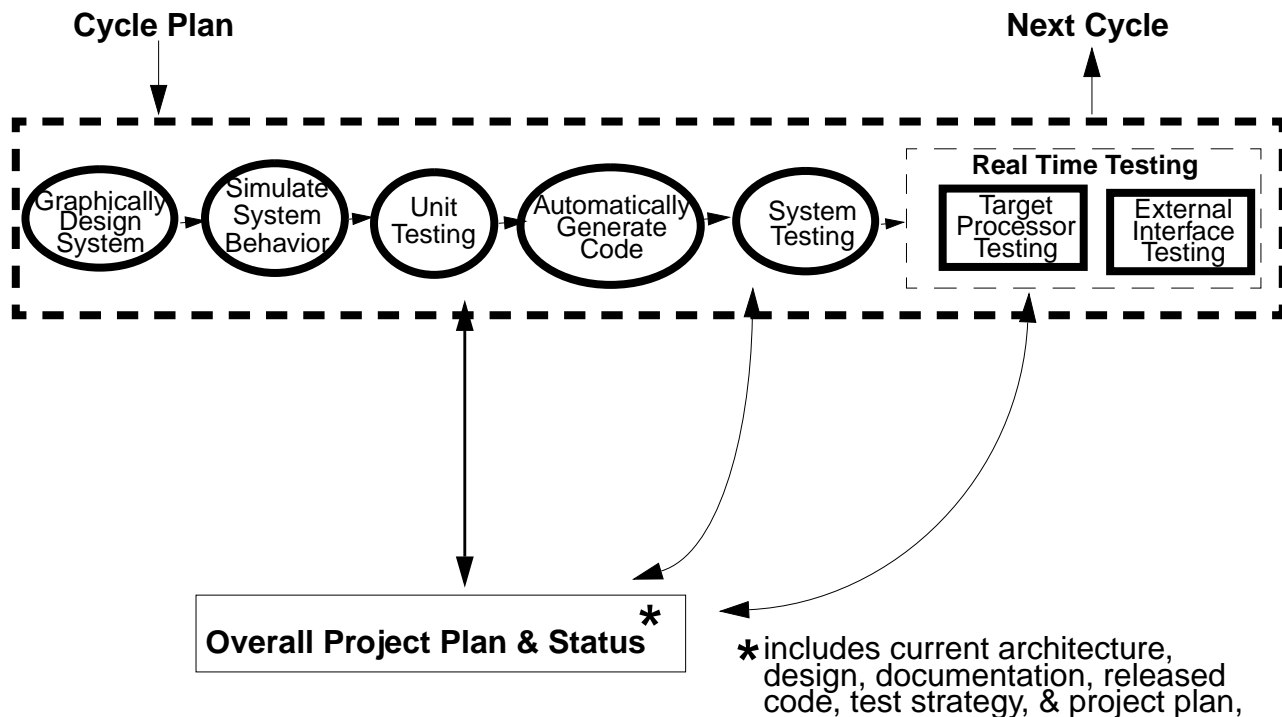 Cycle Plan
Next Cycle
Graphically
Design
System
Simulate
System
Behavior
Unit
Testing
Automatically
Generate
Code
System
Testing
Real Time Testing
Target
Processor
Testing
External
Interface
Testing
Overall Project Plan & Status*
* includes current architecture,
design, documentation, released
code, test strategy, & project plan,